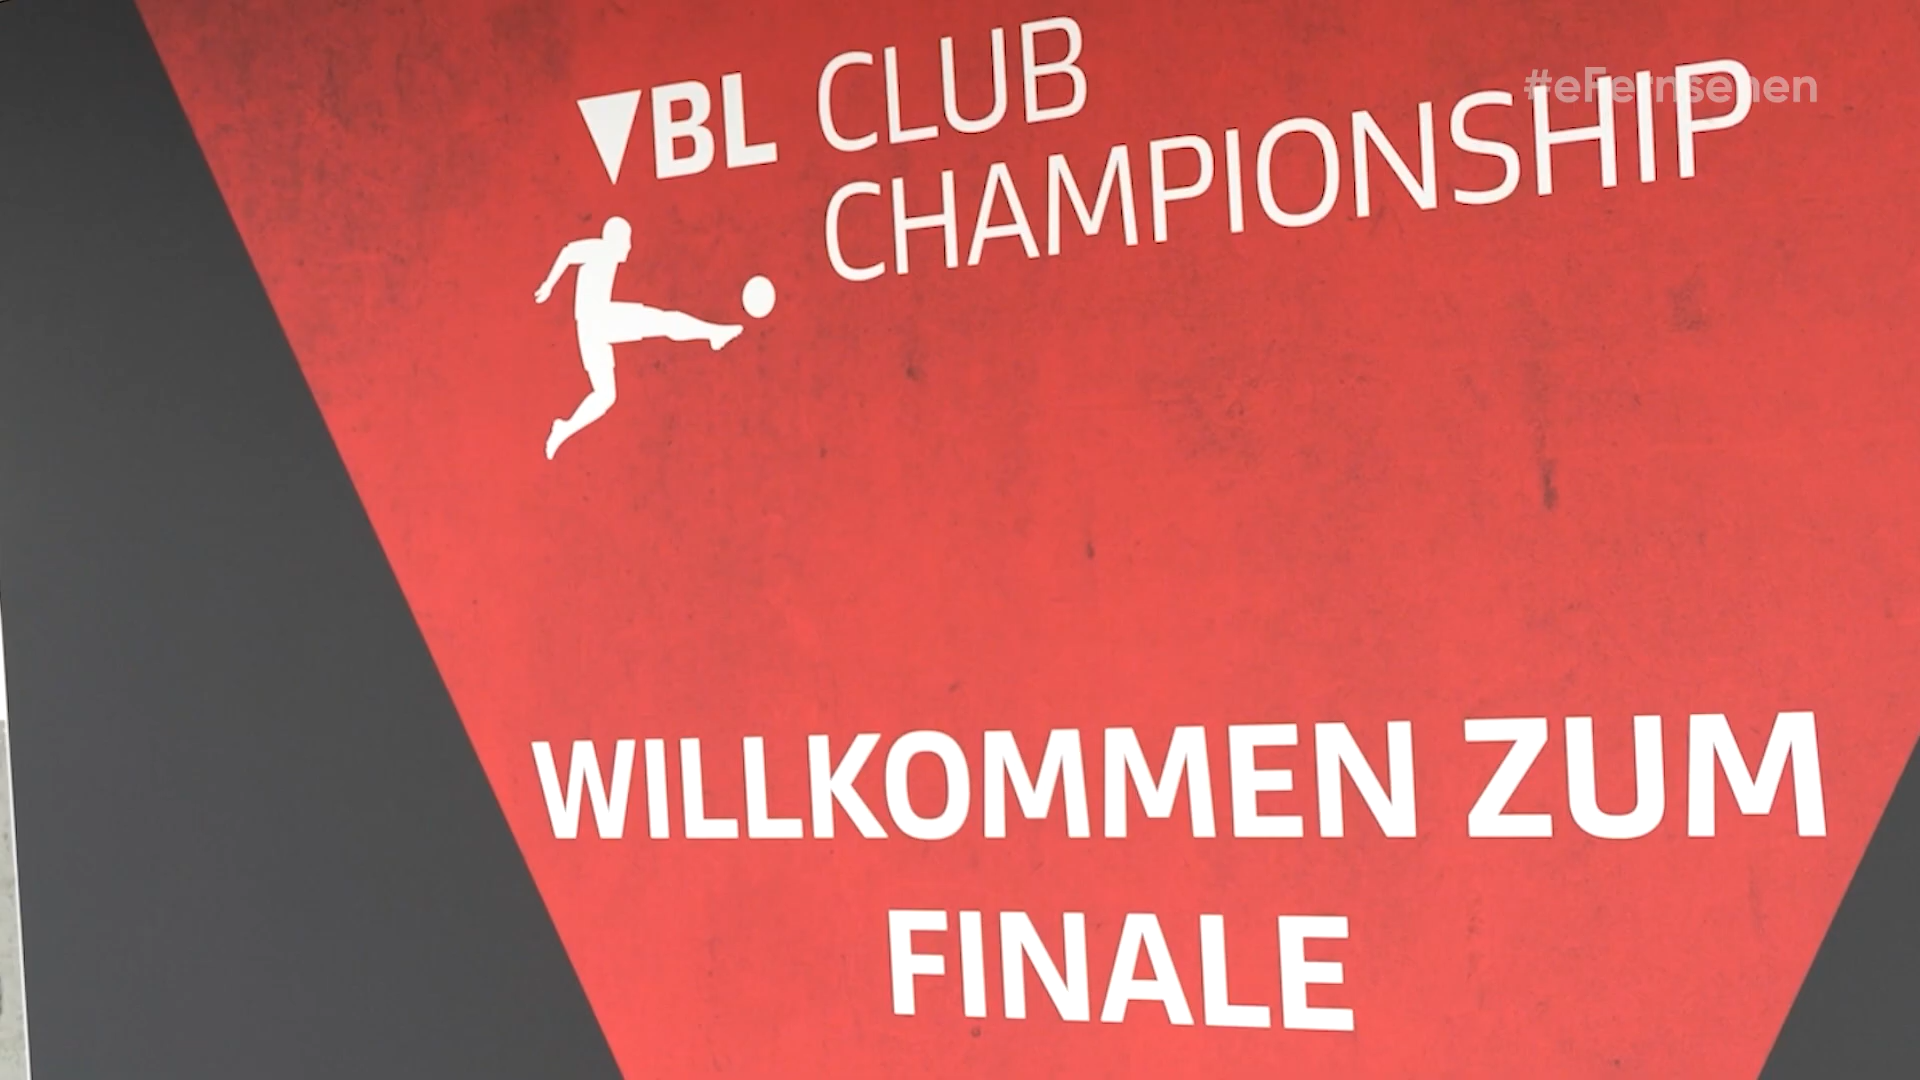 VBL CLUB
CHAMPIONSHIP
#eFernsehen
WILLKOMMEN ZUM
FINALE